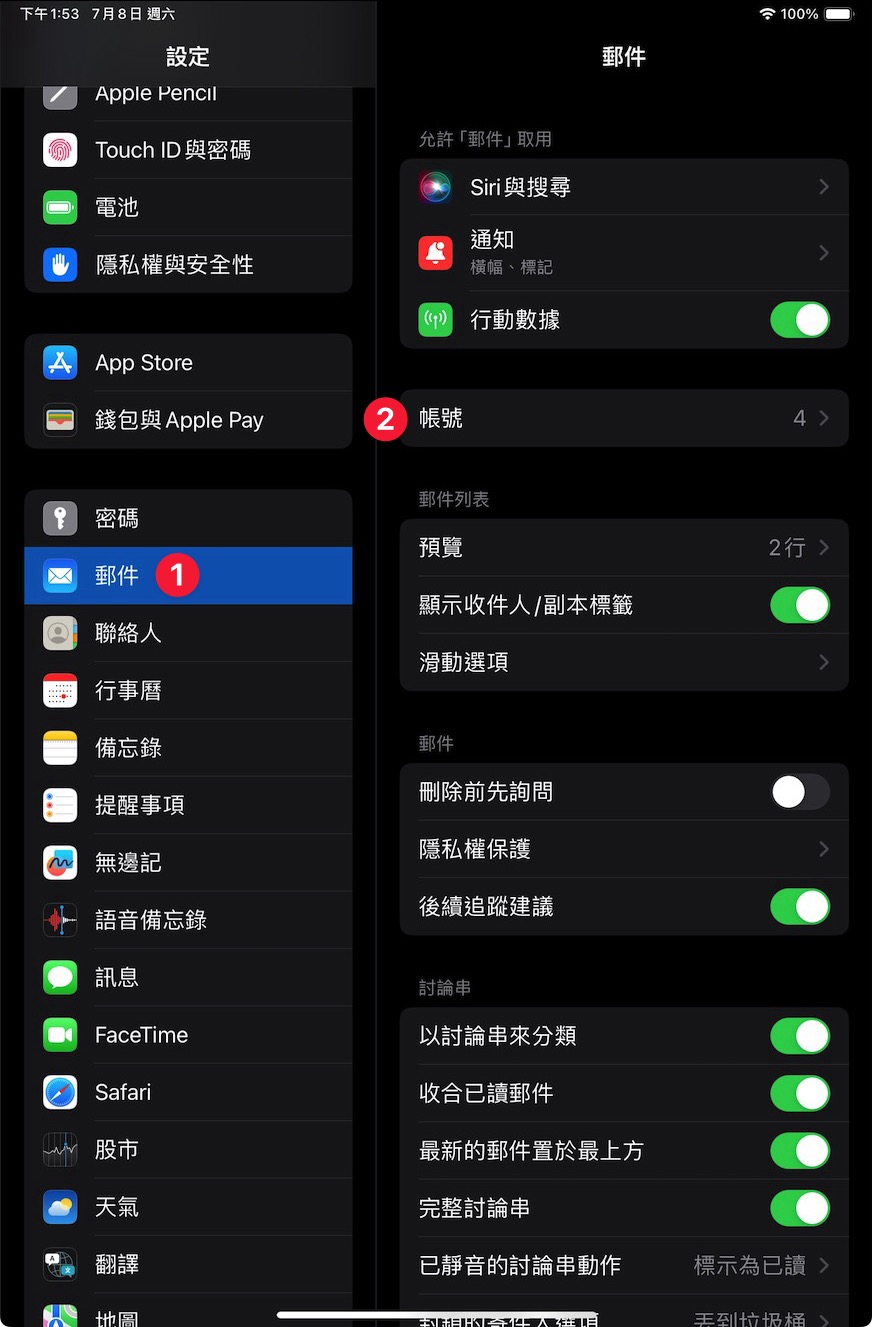 下午1:53 7月8日 週六
100%
設定
Apple Pencil
Touch ID與密碼
電池
隱私權與安全性
App Store
錢包與Apple Pay
密碼
郵件
1
聯絡人
行事曆
備忘錄
提醒事項
無邊記
語音備忘錄
訊息
FaceTime
Safari
股市
天氣
翻譯
地圖
郵件
允許「郵件」取用
Siri與搜尋
通知
橫幅、標記
行動數據
2
帳號 4
郵件列表
預覽 2行
顯示收件人/副本標籤
滑動選項
郵件
刪除前先詢問
隱私權保護
後續追蹤建議
討論串
以討論串來分類
收合已讀郵件
最新的郵件置於最上方
完整討論串
已靜音的討論串動作 標示為已讀
封鎖的寄件人選項 丟到垃圾桶